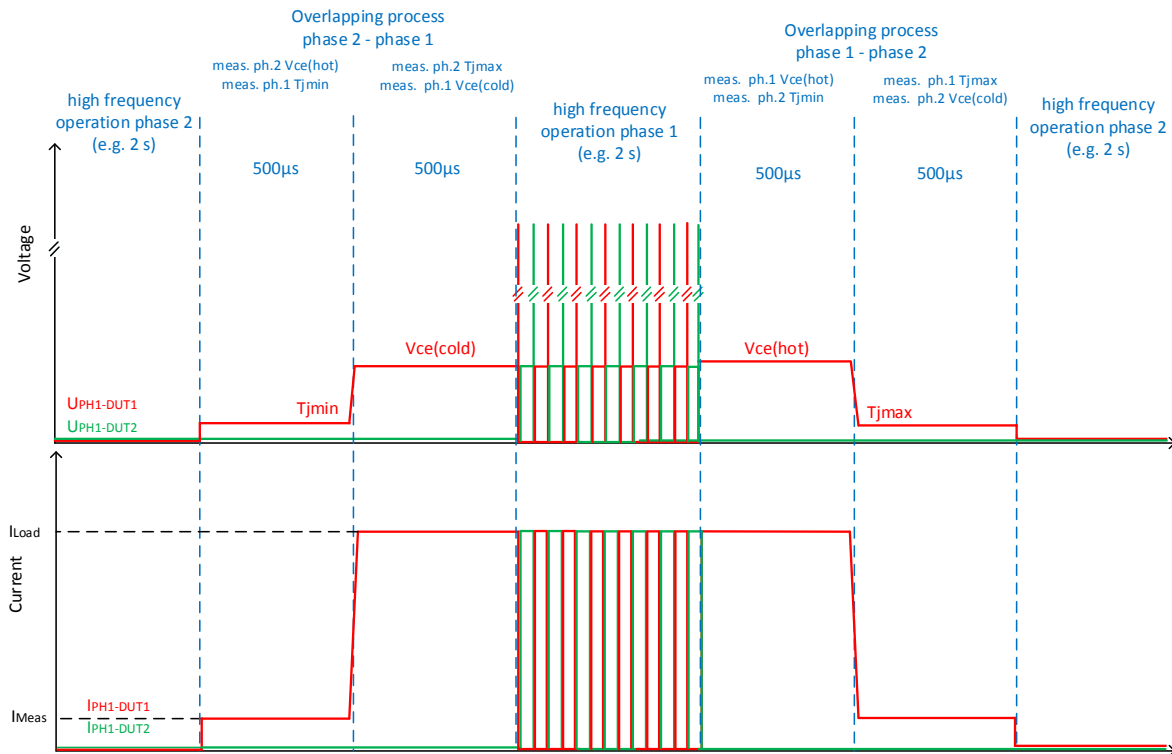 Overlapping process
phase 2 - phase 1
Overlapping process
phase 1 - phase 2
meas. ph.2 Vce(hot)
meas. ph.1 Tjmin
meas. ph.2 Tjmax
meas. ph.1 Vce(cold)
meas. ph.1 Vce(hot)
meas. ph.2 Tjmin
meas. ph.1 Tjmax
meas. ph.2 Vce(cold)
high frequency
operation phase 2
(e.g. 2 s)
high frequency
operation phase 1
(e.g. 2 s)
high frequency
operation phase 2
(e.g. 2 s)
500µs
500µs
500µs
500µs
Voltage
Vce(cold)
Vce(hot)
UPH1-DUT1
UPH1-DUT2
Tjmin
Tjmax
ILoad
Current
IMeas
IPH1-DUT1
IPH1-DUT2